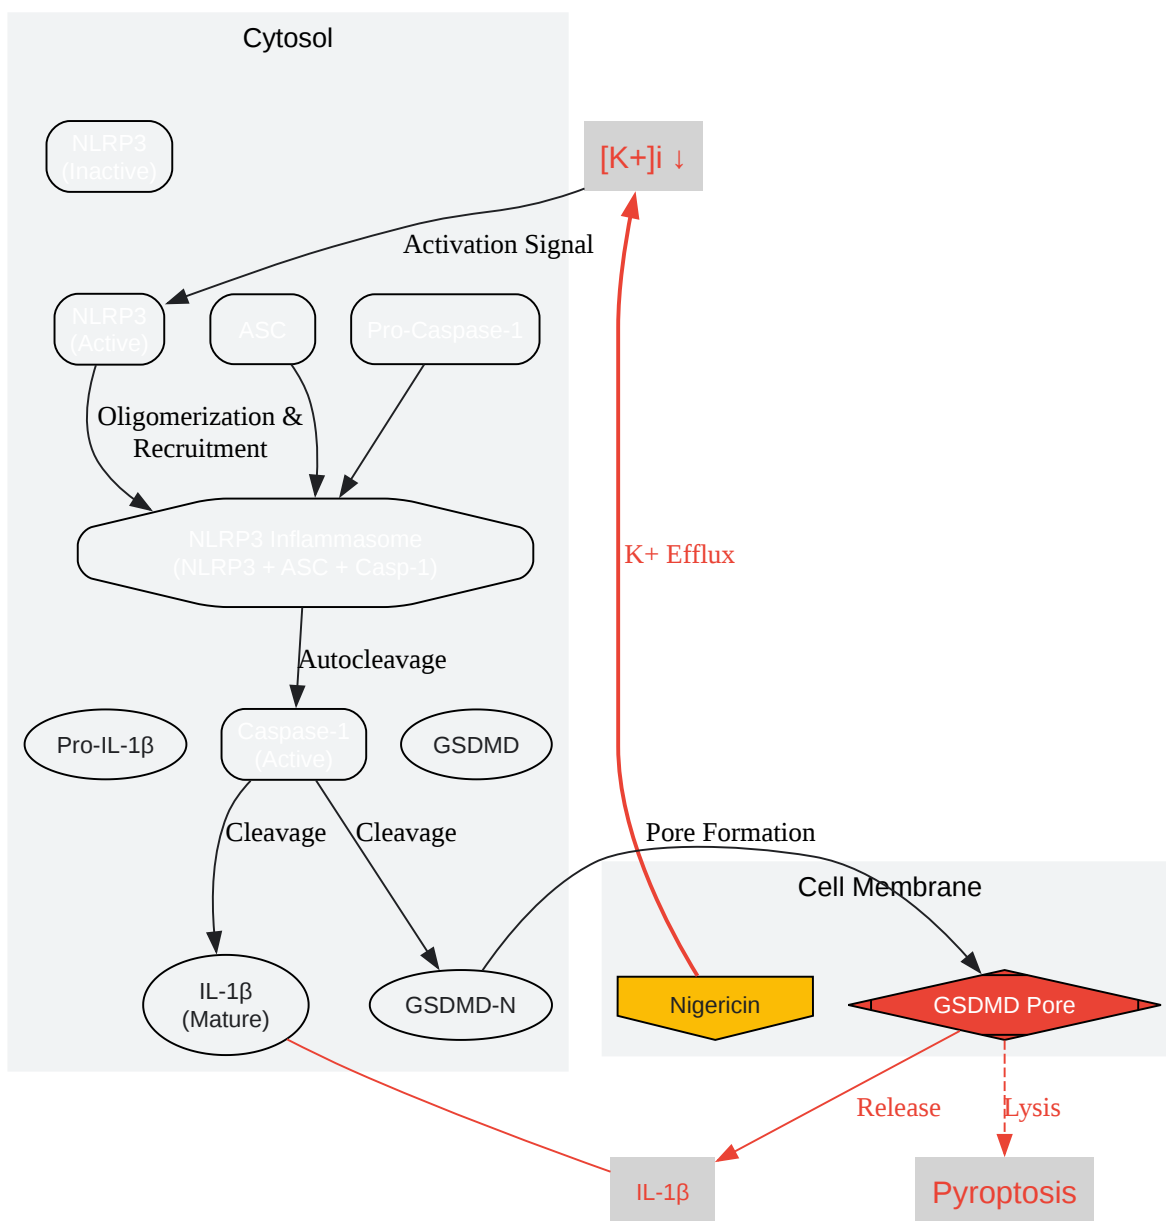 Cytosol
NLRP3
(Inactive)
[K+]i ↓
Activation Signal
NLRP3
(Active)
ASC
Pro-Caspase-1
Oligomerization &
Recruitment
NLRP3 Inflammasome
(NLRP3 + ASC + Casp-1)
K+ Efflux
Autocleavage
Pro-IL-1β
Caspase-1
(Active)
GSDMD
Cleavage
Cleavage
Pore Formation
Cell Membrane
IL-1β
(Mature)
GSDMD-N
Nigericin
GSDMD Pore
Release
Lysis
IL-1β
Pyroptosis